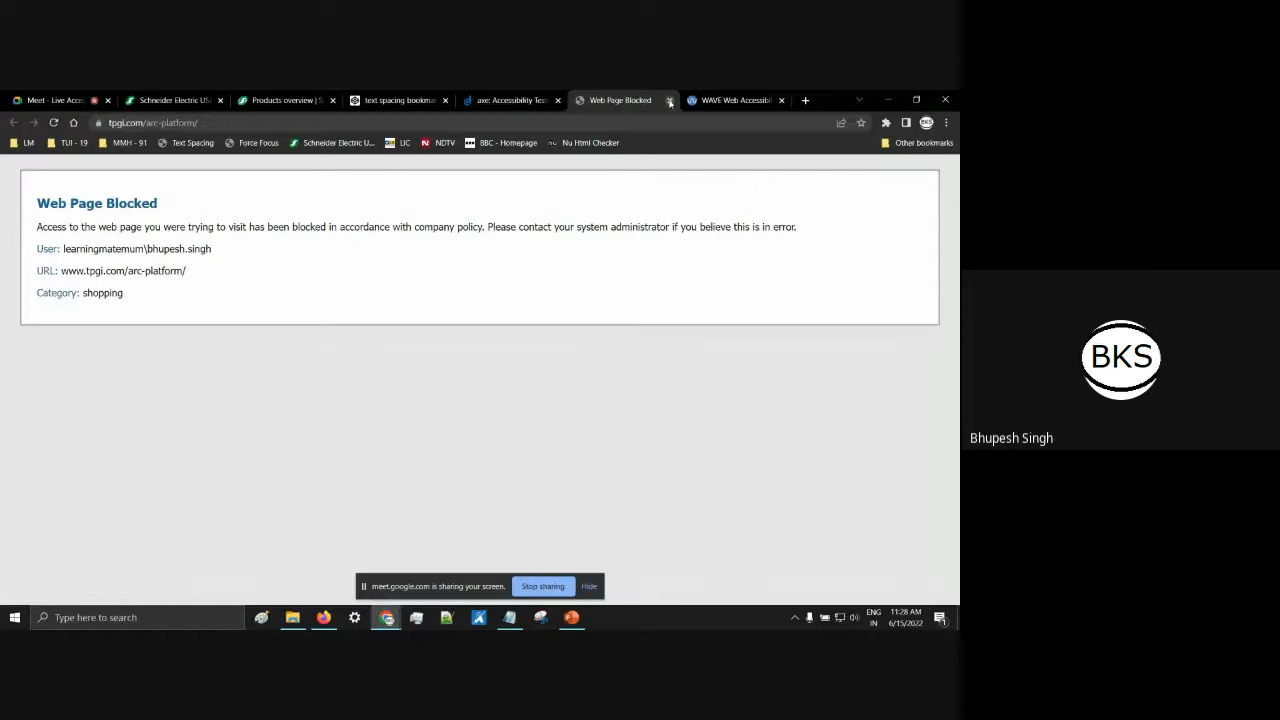 Meet - Live Acces
Schneider Electric US
Products overview | S
text spacing bookmar
axe: Accessibility Test
Web Page Blocked
WAVE Web Accessibil
tpgi.com/arc-platform/
BKS
LM
TUI - 19
MMH - 91
Text Spacing
Force Focus
Schneider Electric U...
LIC
NDTV
BBC - Homepage
Nu Html Checker
Other bookmarks
Web Page Blocked
Access to the web page you were trying to visit has been blocked in accordance with company policy. Please contact your system administrator if you believe this is in error.
User: learningmatemum\bhupesh.singh
URL: www.tpgi.com/arc-platform/
Category: shopping
BKS
Bhupesh Singh
meet.google.com is sharing your screen.
Stop sharing
Hide
Type here to search
ENG
IN
11:28 AM
6/15/2022